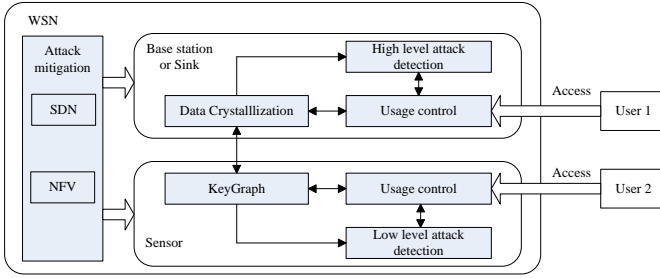 WSN
Attack
mitigation
SDN
NFV
Base station
or Sink
High level attack
detection
Data Crystalllization
Usage control
Access
User 1
KeyGraph
Usage control
Access
User 2
Sensor
Low level attack
detection